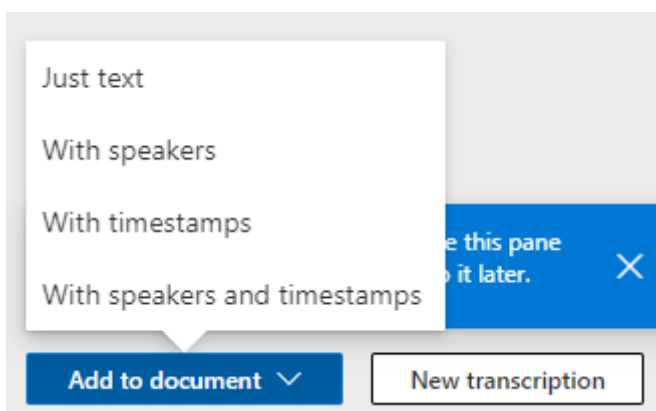 Just text
With speakers
With timestamps
With speakers and timestamps
this pane
it later.
Add to document
New transcription